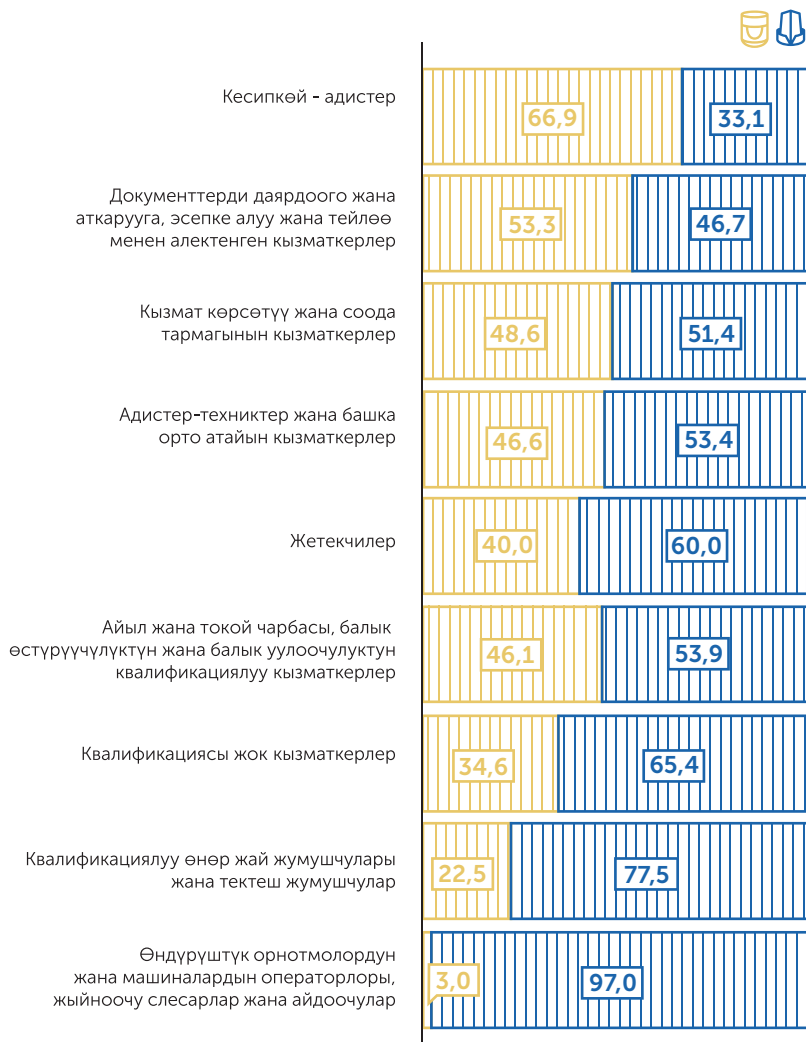 Кесипкөй - адистер
66,9
33,1
Документтерди даярдоого жана
аткарууга, эсепке алуу жана тейлөө
менен алектенген кызматкерлер
53,3
46,7
Кызмат көрсөтүү жана соода
тармагынын кызматкерлер
48,6
51,4
Адистер-техниктер жана башка
орто атайын кызматкерлер
46,6
53,4
Жетекчилер
40,0
60,0
Айыл жана токой чарбасы, балык
өстүрүүчүлүктүн жана балык уулоочулуктун
квалификациялуу кызматкерлер
46,1
53,9
Квалификациясы жок кызматкерлер
34,6
65,4
Квалификациялуу өнөр жай жумушчулары
жана тектеш жумушчулар
22,5
77,5
Өндүрүштүк орнотмолордун
жана машиналардын операторлоры,
жыйноочу слесарлар жана айдоочулар
3,0
97,0